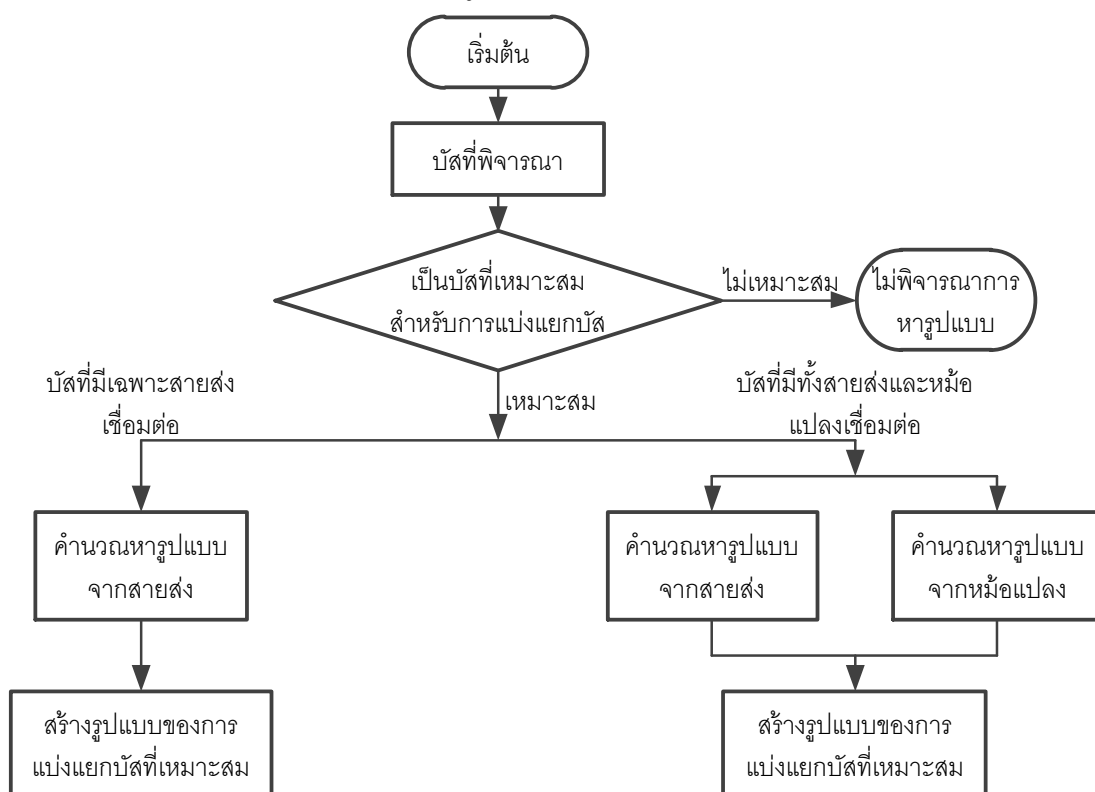 เริ่มต้น
บัสที่พิจารณา
เป็นบัสที่เหมาะสม
สำหรับการแบ่งแยกบัส
ไม่เหมาะสม
ไม่พิจารณาการ
หารูปแบบ
เหมาะสม
บัสที่มีเฉพาะสายส่ง
เชื่อมต่อ
บัสที่มีทั้งสายส่งและหม้อ
แปลงเชื่อมต่อ
คำนวณหารูปแบบ
จากสายส่ง
คำนวณหารูปแบบ
จากสายส่ง
คำนวณหารูปแบบ
จากหม้อแปลง
สร้างรูปแบบของการ
แบ่งแยกบัสที่เหมาะสม
สร้างรูปแบบของการ
แบ่งแยกบัสที่เหมาะสม